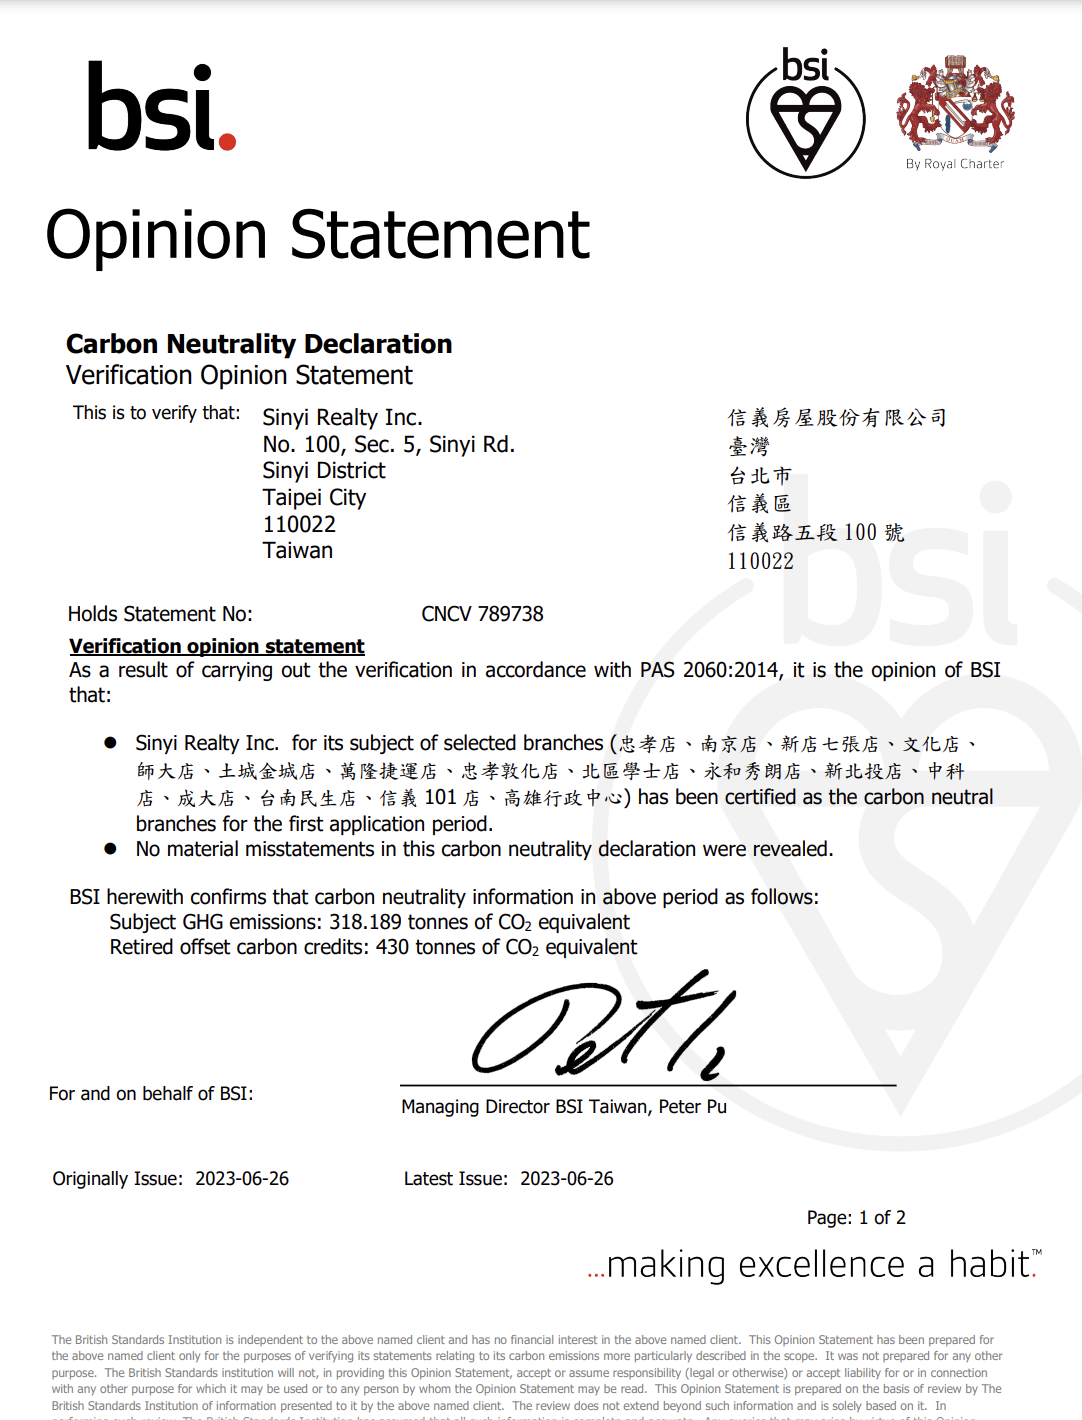 bsi.
bsi
By Royal Charter
Opinion Statement
Carbon Neutrality Declaration
Verification Opinion Statement
This is to verify that:
Sinyi Realty Inc.
No. 100, Sec. 5, Sinyi Rd.
Sinyi District
Taipei City
110022
Taiwan
信義房屋股份有限公司
臺灣
台北市
信義區
信義路五段 100 號
110022
Holds Statement No: CNCV 789738
Verification opinion statement
As a result of carrying out the verification in accordance with PAS 2060:2014, it is the opinion of BSI
that:
● Sinyi Realty Inc. for its subject of selected branches (忠孝店、南京店、新店七張店、文化店、
師大店、土城金城店、萬隆捷運店、忠孝敦化店、北區學士店、永和秀朗店、新北投店、中科
店、成大店、台南民生店、信義 101 店、高雄行政中心) has been certified as the carbon neutral
branches for the first application period.
● No material misstatements in this carbon neutrality declaration were revealed.
BSI herewith confirms that carbon neutrality information in above period as follows:
Subject GHG emissions: 318.189 tonnes of CO₂ equivalent
Retired offset carbon credits: 430 tonnes of CO₂ equivalent
For and on behalf of BSI:
Managing Director BSI Taiwan, Peter Pu
Originally Issue: 2023-06-26 Latest Issue: 2023-06-26
Page: 1 of 2
...making excellence a habit.™
The British Standards Institution is independent to the above named client and has no financial interest in the above named client. This Opinion Statement has been prepared for
the above named client only for the purposes of verifying its statements relating to its carbon emissions more particularly described in the scope. It was not prepared for any other
purpose. The British Standards institution will not, in providing this Opinion Statement, accept or assume responsibility (legal or otherwise) or accept liability for or in connection
with any other purpose for which it may be used or to any person by whom the Opinion Statement may be read. This Opinion Statement is prepared on the basis of review by The
British Standards Institution of information presented to it by the above named client. The review does not extend beyond such information and is solely based on it. In